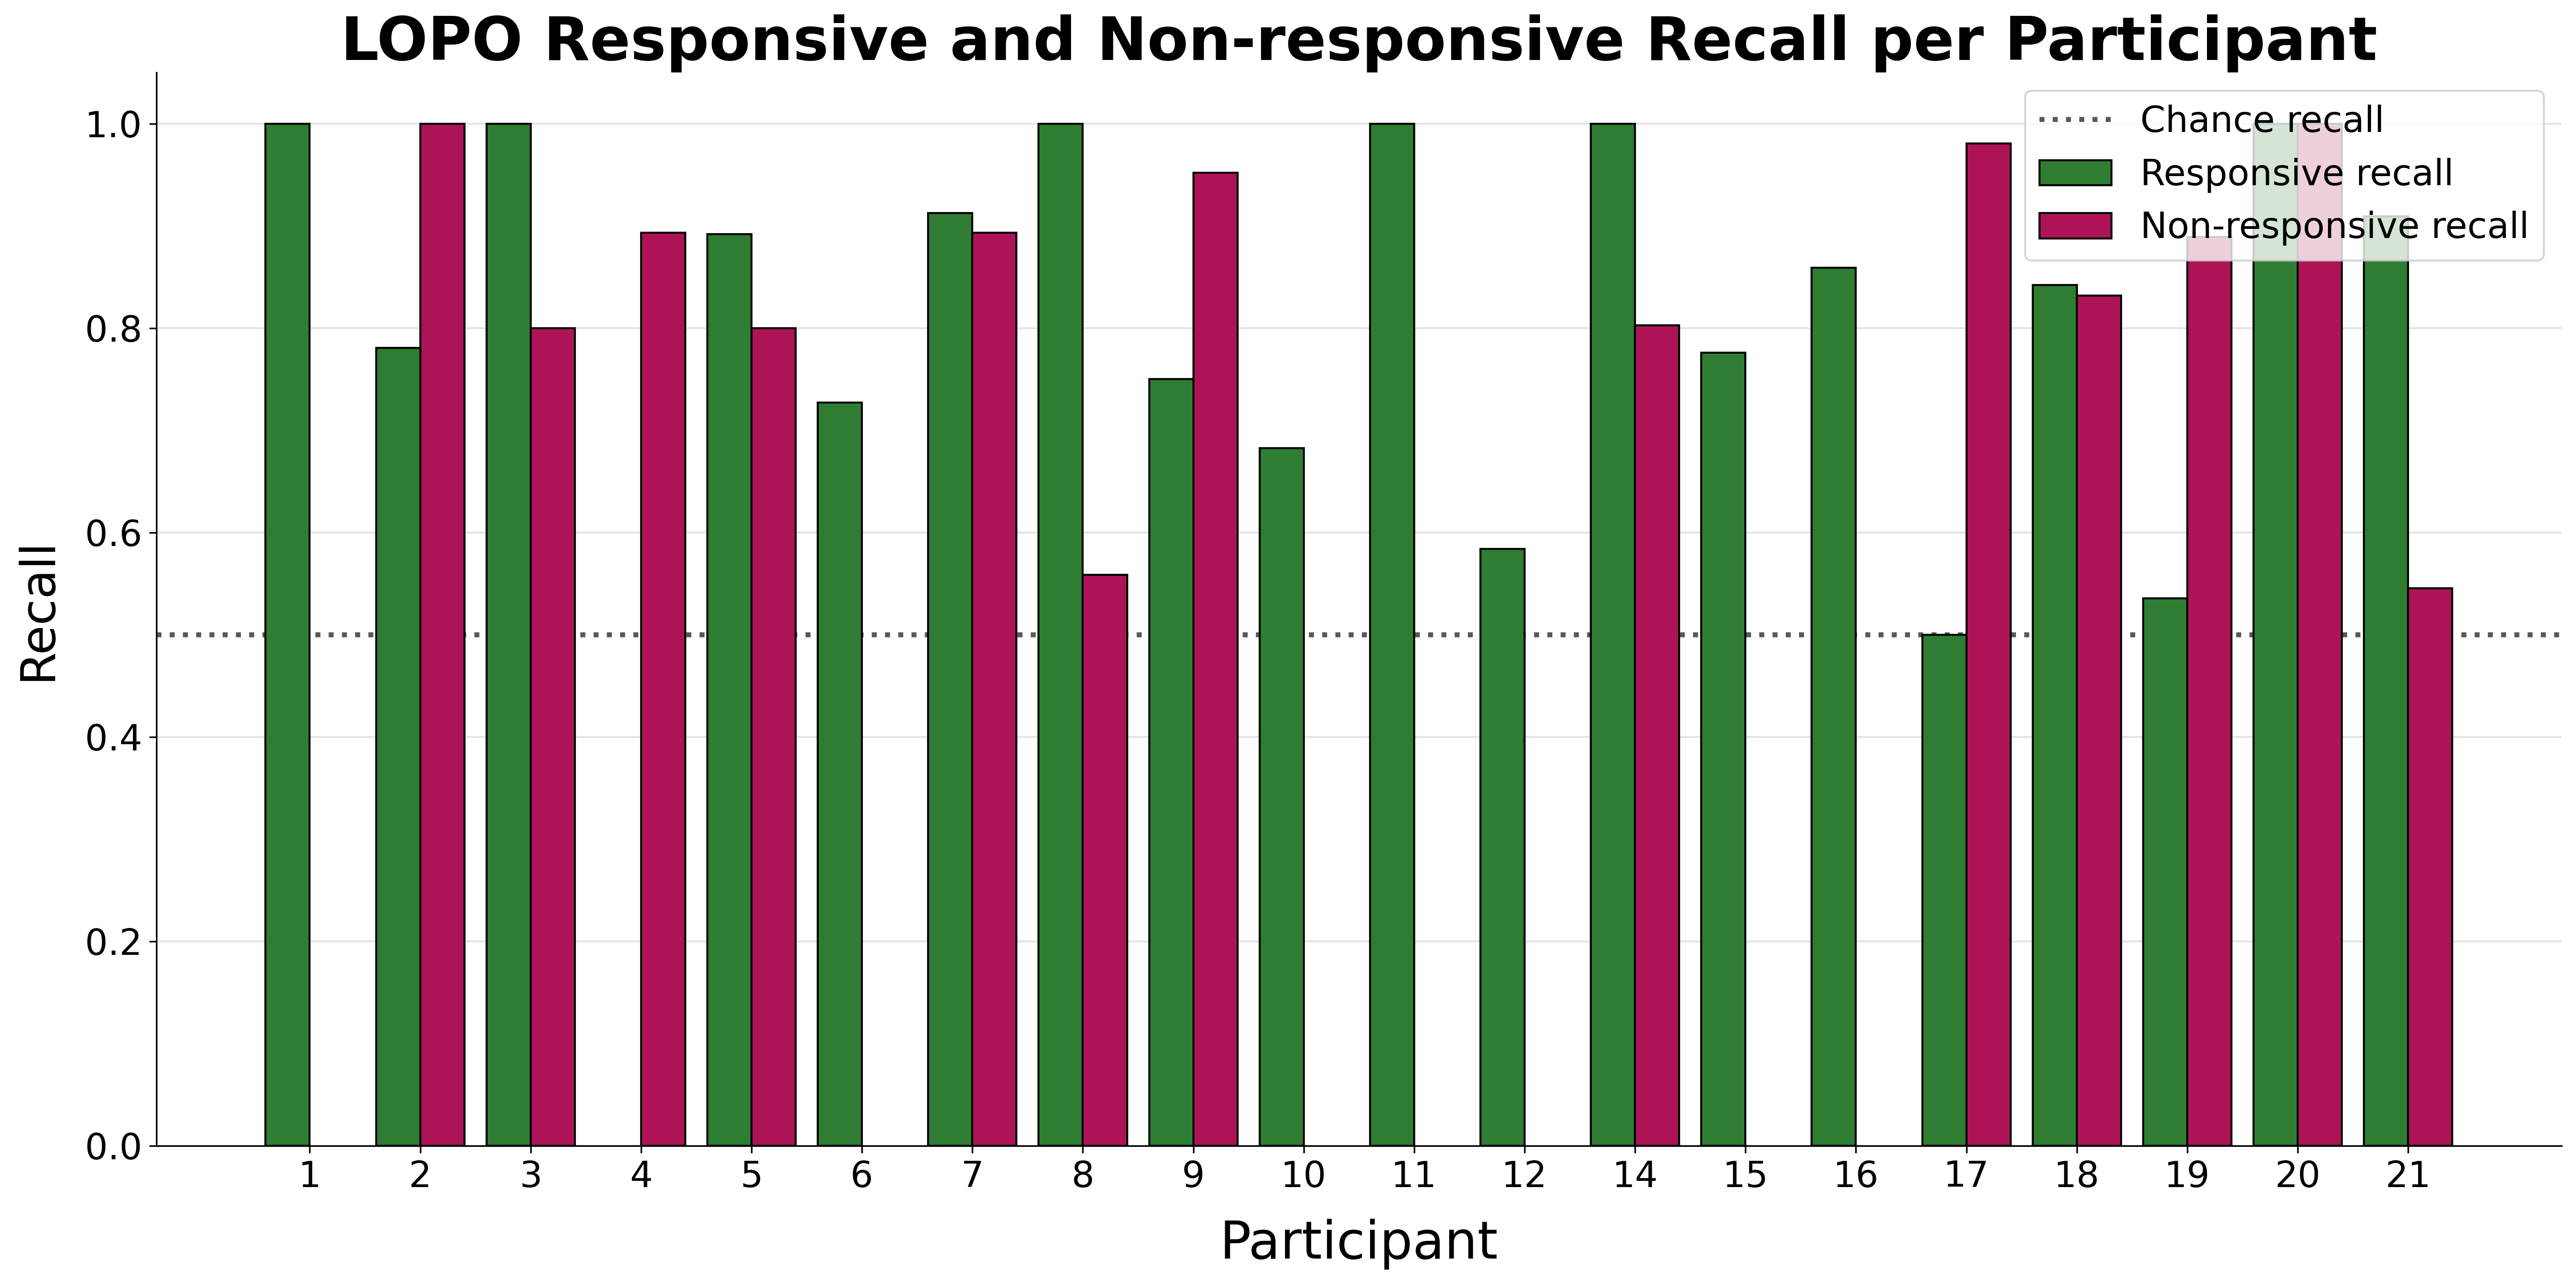 LOPO Responsive and Non-responsive Recall per Participant
Chance recall
Responsive recall
Non-responsive recall
Recall
1.0
0.8
0.6
0.4
0.2
0.0
1 2 3 4 5 6 7 8 9 10 11 12 14 15 16 17 18 19 20 21
Participant